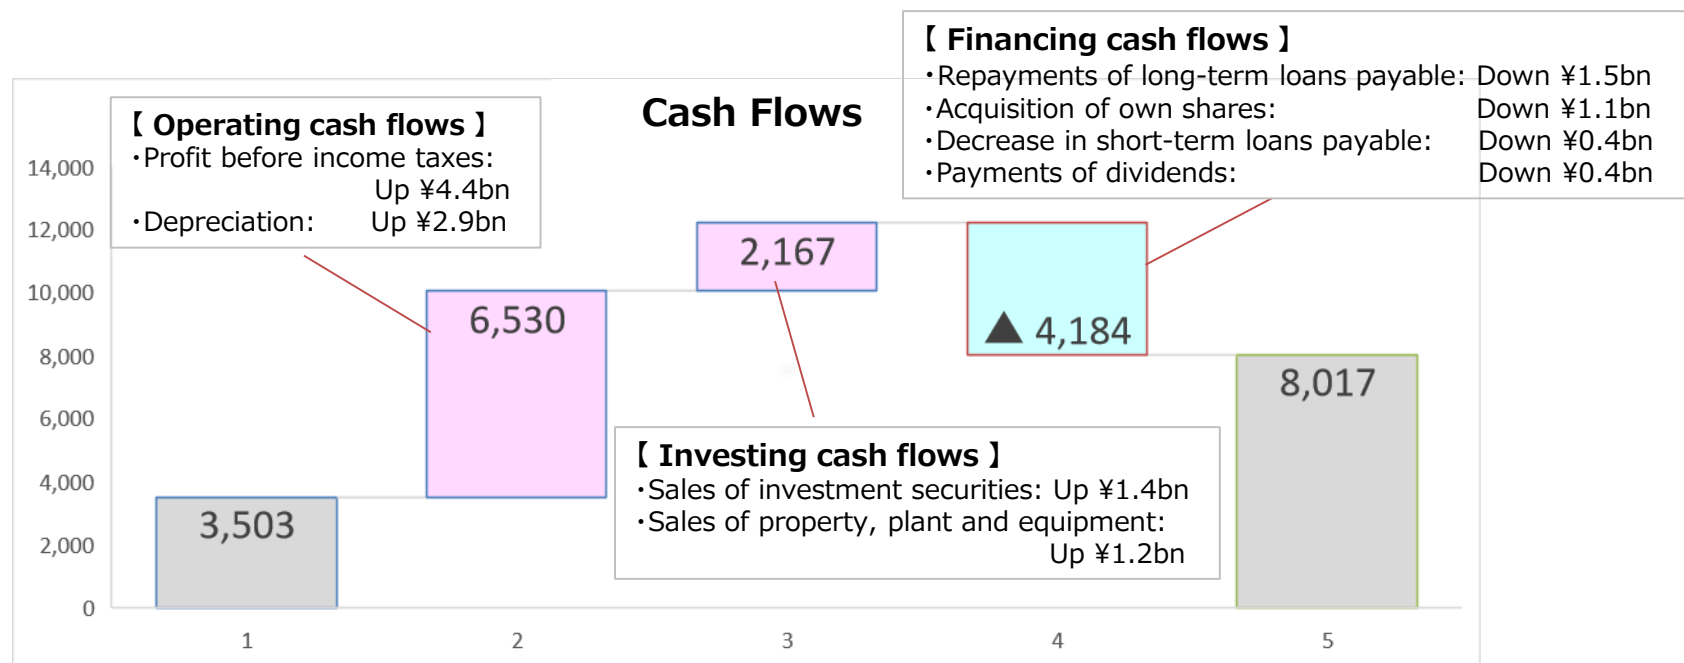 【 Financing cash flows 】
・Repayments of long-term loans payable: Down ¥1.5bn
・Acquisition of own shares: Down ¥1.1bn
・Decrease in short-term loans payable: Down ¥0.4bn
・Payments of dividends: Down ¥0.4bn
Cash Flows
【 Operating cash flows 】
・Profit before income taxes:
Up ¥4.4bn
・Depreciation: Up ¥2.9bn
14,000
12,000
10,000
8,000
6,000
4,000
2,000
0
3,503
6,530
2,167
▲ 4,184
8,017
【 Investing cash flows 】
・Sales of investment securities: Up ¥1.4bn
・Sales of property, plant and equipment:
Up ¥1.2bn
1 2 3 4 5